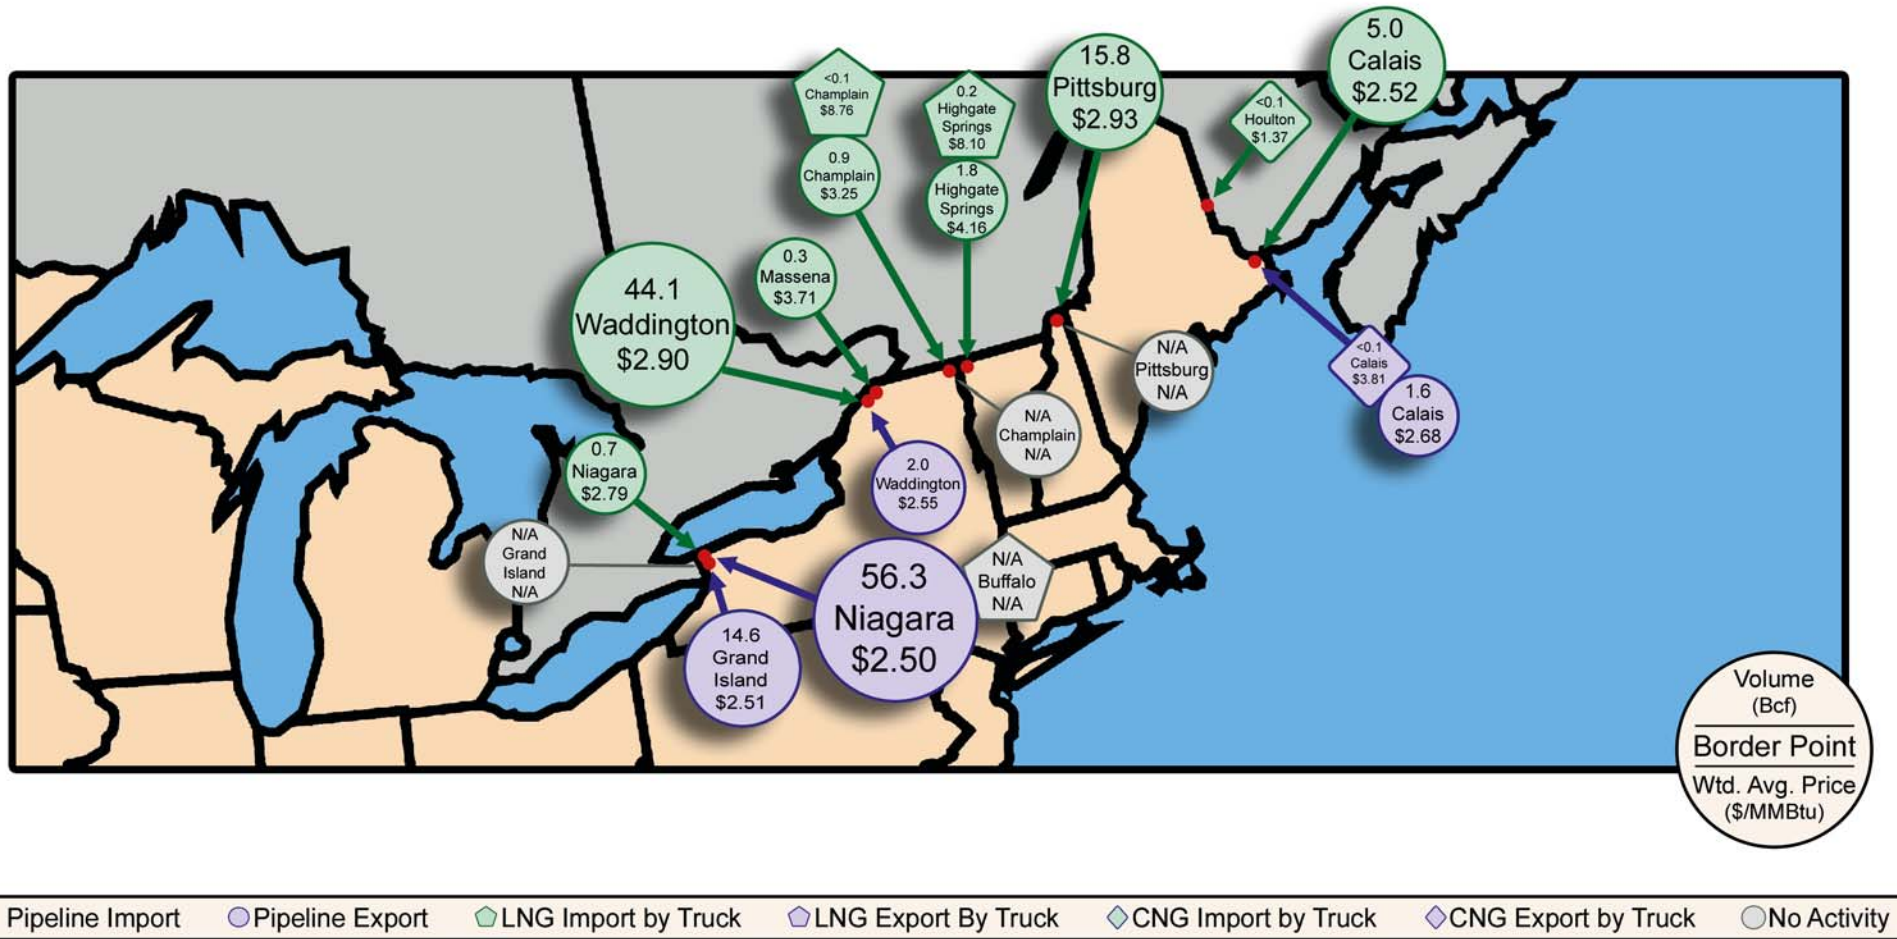 5.0
Calais
$2.52
15.8
Pittsburg
$2.93
<0.1
Champlain
$8.76
0.2
Highgate
Springs
$8.10
<0.1
Houlton
$1.37
0.9
Champlain
$3.25
1.8
Highgate
Springs
$4.16
0.3
Massena
$3.71
44.1
Waddington
$2.90
N/A
Pittsburg
N/A
<0.1
Calais
$3.81
1.6
Calais
$2.68
N/A
Champlain
N/A
0.7
Niagara
$2.79
2.0
Waddington
$2.55
N/A
Grand
Island
N/A
56.3
Niagara
$2.50
N/A
Buffalo
N/A
14.6
Grand
Island
$2.51
Volume
(Bcf)
Border Point
Wtd. Avg. Price
($/MMBtu)
Pipeline Import Pipeline Export LNG Import by Truck LNG Export By Truck CNG Import by Truck CNG Export by Truck No Activity